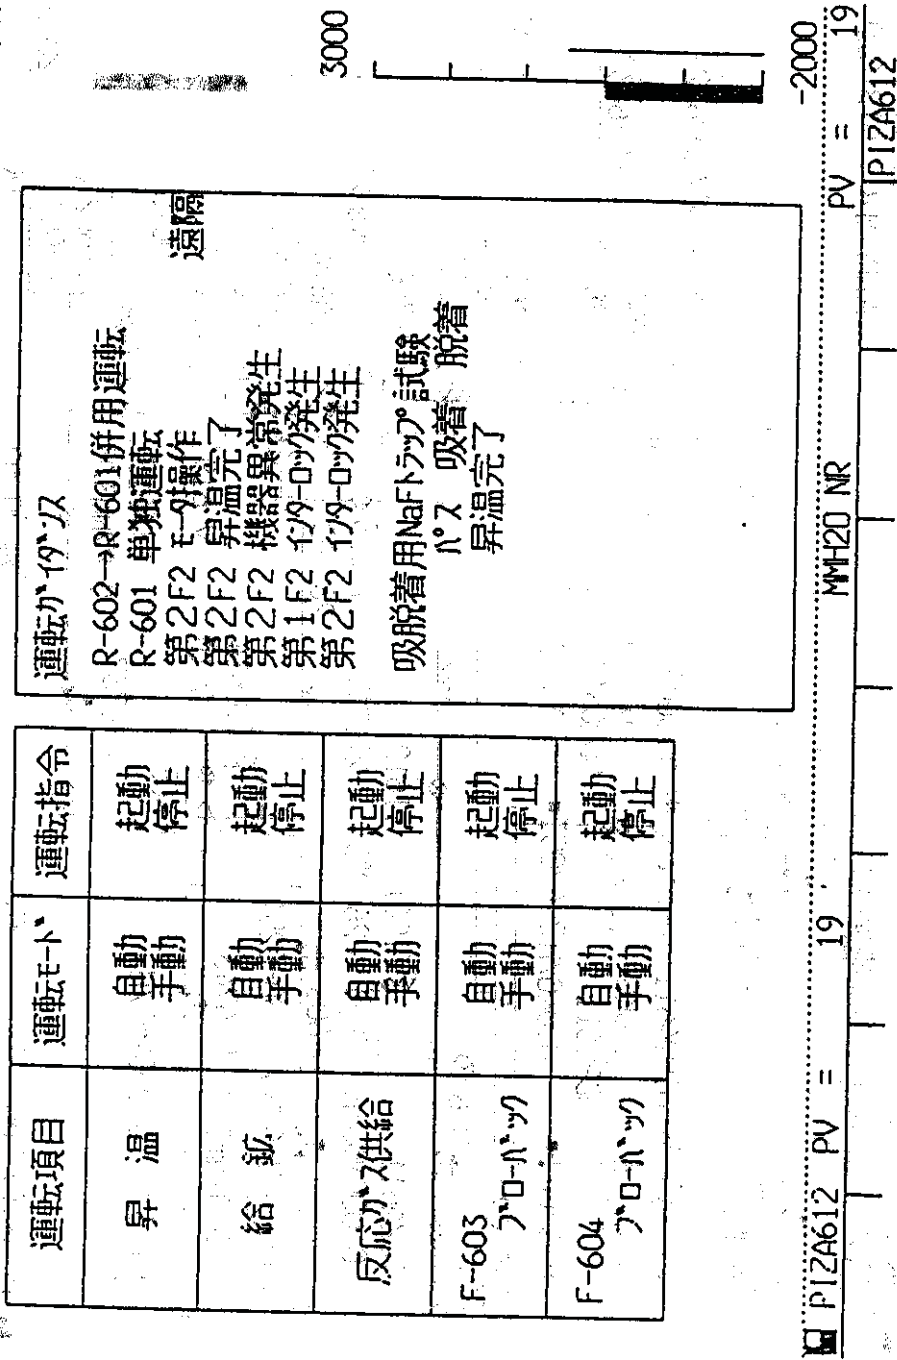 運転項目 運転モード 運転指令
昇 温 自動 手動 起動 停止
給 鉱 自動 手動 起動 停止
反応ガス供給 自動 手動 起動 停止
F-603 ブローバック 自動 手動 起動 停止
F-604 ブローバック 自動 手動 起動 停止
運転ガイダンス
R-602→R-601併用運転
R-601 単独運転
第2F2 モータ操作 遠隔
第2F2 昇温完了
第2F2 機器異常発生
第1F2 インターロック発生
第2F2 インターロック発生
吸脱着用NaFトラップ試験
パス 吸着 脱着
昇温完了
3000
-2000
PIZA612 PV = 19 MMH2O NR PV = 19
PIZA612